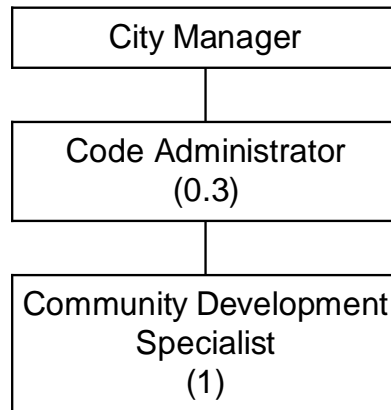 City Manager
Code Administrator
(0.3)
Community Development
Specialist
(1)